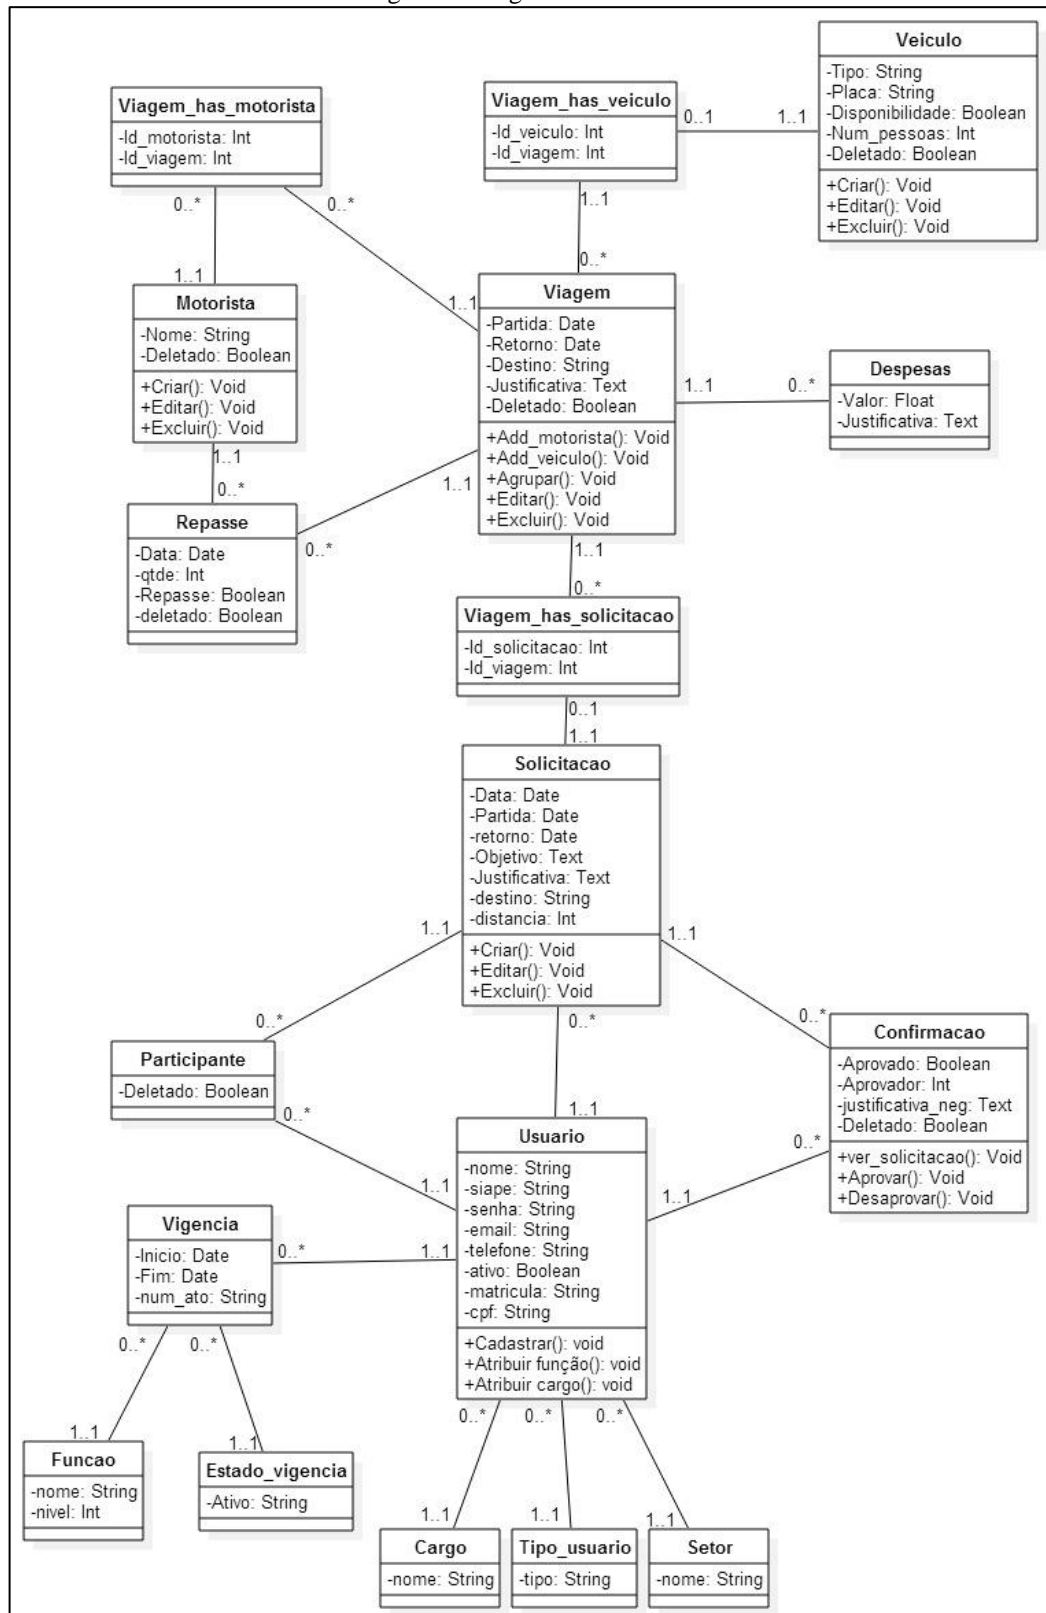 Veiculo
-Tipo: String
-Placa: String
-Disponibilidade: Boolean
-Num_pessoas: Int
-Deletado: Boolean
+Criar(): Void
+Editar(): Void
+Excluir(): Void
Viagem_has_motorista
-Id_motorista: Int
-Id_viagem: Int
Viagem_has_veiculo
-Id_veiculo: Int
-Id_viagem: Int
0..1
1..1
0..*
0..*
1..1
0..*
1..1
1..1
Motorista
-Nome: String
-Deletado: Boolean
+Criar(): Void
+Editar(): Void
+Excluir(): Void
Viagem
-Partida: Date
-Retorno: Date
-Destino: String
-Justificativa: Text
-Deletado: Boolean
+Add_motorista(): Void
+Add_veiculo(): Void
+Agrupar(): Void
+Editar(): Void
+Excluir(): Void
1..1
0..*
Despesas
-Valor: Float
-Justificativa: Text
1..1
0..*
1..1
0..*
Repasse
-Data: Date
-qtde: Int
-Repasse: Boolean
-deletado: Boolean
1..1
0..*
Viagem_has_solicitacao
-Id_solicitacao: Int
-Id_viagem: Int
0..1
1..1
Solicitacao
-Data: Date
-Partida: Date
-retorno: Date
-Objetivo: Text
-Justificativa: Text
-destino: String
-distancia: Int
+Criar(): Void
+Editar(): Void
+Excluir(): Void
1..1
1..1
0..*
0..*
0..*
Participante
-Deletado: Boolean
Confirmacao
-Aprovado: Boolean
-Aprovador: Int
-justificativa_neg: Text
-Deletado: Boolean
+ver_solicitacao(): Void
+Aprovar(): Void
+Desaprovar(): Void
0..*
1..1
0..*
1..1
1..1
Usuario
-nome: String
-siape: String
-senha: String
-email: String
-telefone: String
-ativo: Boolean
-matricula: String
-cpf: String
+Cadastrar(): void
+Atribuir função(): void
+Atribuir cargo(): void
Vigencia
-Inicio: Date
-Fim: Date
-num_ato: String
0..*
1..1
0..*
0..*
1..1
1..1
Funcao
-nome: String
-nivel: Int
Estado_vigencia
-Ativo: String
0..*
0..*
0..*
1..1
1..1
1..1
Cargo
-nome: String
Tipo_usuario
-tipo: String
Setor
-nome: String